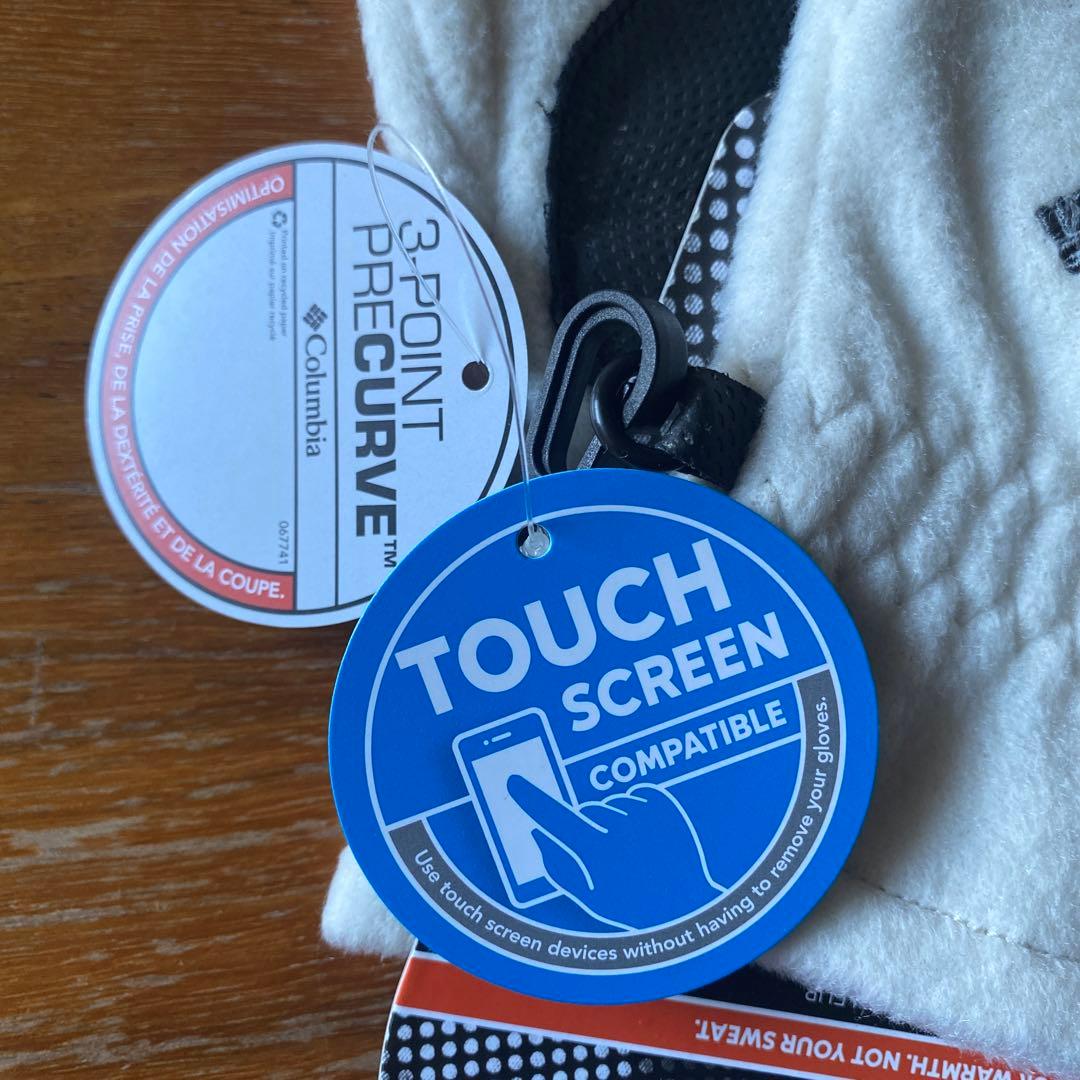 3-POINT
PRECURVE™
Columbia
Printed on recycled paper
Imprimé sur papier recyclé
067741
OPTIMISATION DE LA PRISE, DE LA DEXTÉRITÉ ET DE LA COUPE.
TOUCH
SCREEN
COMPATIBLE
Use touch screen devices without having to remove your gloves.
WARMTH. NOT YOUR SWEAT.